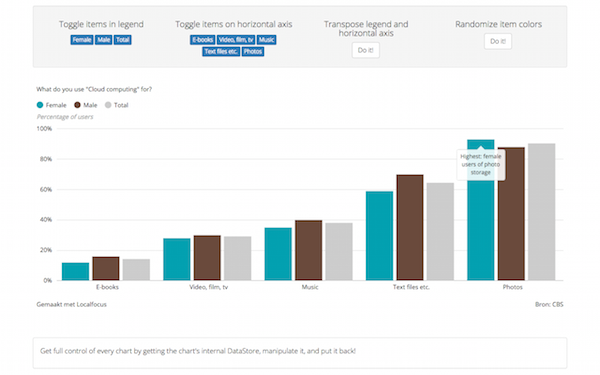 Toggle items in legend
Female Male Total
Toggle items on horizontal axis
E-books Video, film, tv Music
Text files etc. Photos
Transpose legend and
horizontal axis
Do it!
Randomize item colors
Do it!
What do you use "Cloud computing" for?
Female Male Total
Percentage of users
100%
80%
60%
40%
20%
0%
Highest: female
users of photo
storage
E-books Video, film, tv Music Text files etc. Photos
Gemaakt met Localfocus
Bron: CBS
Get full control of every chart by getting the chart's internal DataStore, manipulate it, and put it back!